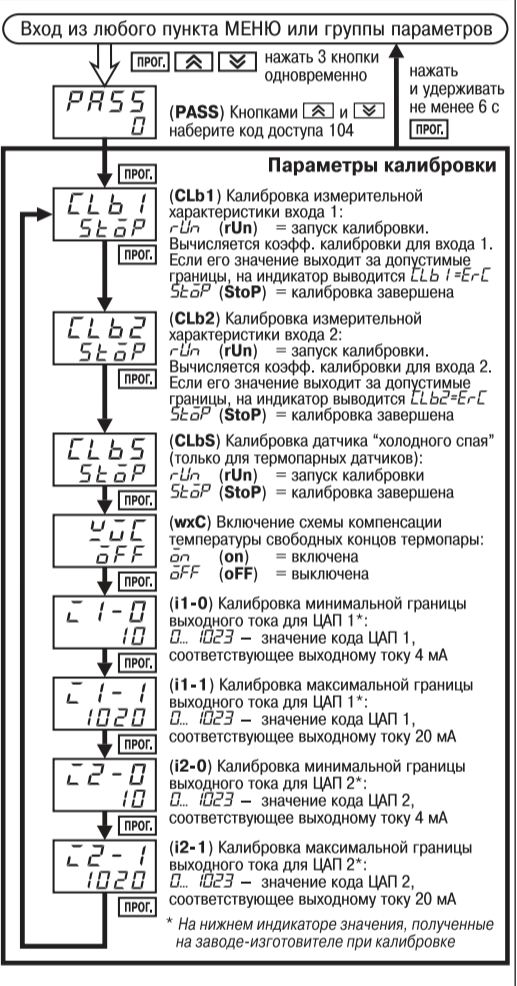 Вход из любого пункта МЕНЮ или группы параметров
ПРОГ. нажать 3 кнопки
одновременно
нажать
и удерживать
не менее 6 с
ПРОГ.
PASS
0
(PASS) Кнопками и
наберите код доступа 104
Параметры калибровки
ПРОГ.
CLb1
StoP
(CLb1) Калибровка измерительной
характеристики входа 1:
rUn (rUn) = запуск калибровки.
Вычисляется коэфф. калибровки для входа 1.
Если его значение выходит за допустимые
границы, на индикатор выводится CLb1=ErC
StoP (StoP) = калибровка завершена
ПРОГ.
CLb2
StoP
(CLb2) Калибровка измерительной
характеристики входа 2:
rUn (rUn) = запуск калибровки.
Вычисляется коэфф. калибровки для входа 2.
Если его значение выходит за допустимые
границы, на индикатор выводится CLb2=ErC
StoP (StoP) = калибровка завершена
ПРОГ.
CLbS
StoP
(CLbS) Калибровка датчика “холодного спая”
(только для термопарных датчиков):
rUn (rUn) = запуск калибровки
StoP (StoP) = калибровка завершена
ПРОГ.
wxC
oFF
(wxC) Включение схемы компенсации
температуры свободных концов термопары:
on (on) = включена
oFF (oFF) = выключена
ПРОГ.
i1-0
10
(i1-0) Калибровка минимальной границы
выходного тока для ЦАП 1*:
0... 1023 – значение кода ЦАП 1,
соответствующее выходному току 4 мА
ПРОГ.
i1-1
1020
(i1-1) Калибровка максимальной границы
выходного тока для ЦАП 1*:
0... 1023 – значение кода ЦАП 1,
соответствующее выходному току 20 мА
ПРОГ.
i2-0
10
(i2-0) Калибровка минимальной границы
выходного тока для ЦАП 2*:
0... 1023 – значение кода ЦАП 2,
соответствующее выходному току 4 мА
ПРОГ.
i2-1
1020
(i2-1) Калибровка максимальной границы
выходного тока для ЦАП 2*:
0... 1023 – значение кода ЦАП 2,
соответствующее выходному току 20 мА
ПРОГ.
* На нижнем индикаторе значения, полученные
на заводе-изготовителе при калибровке